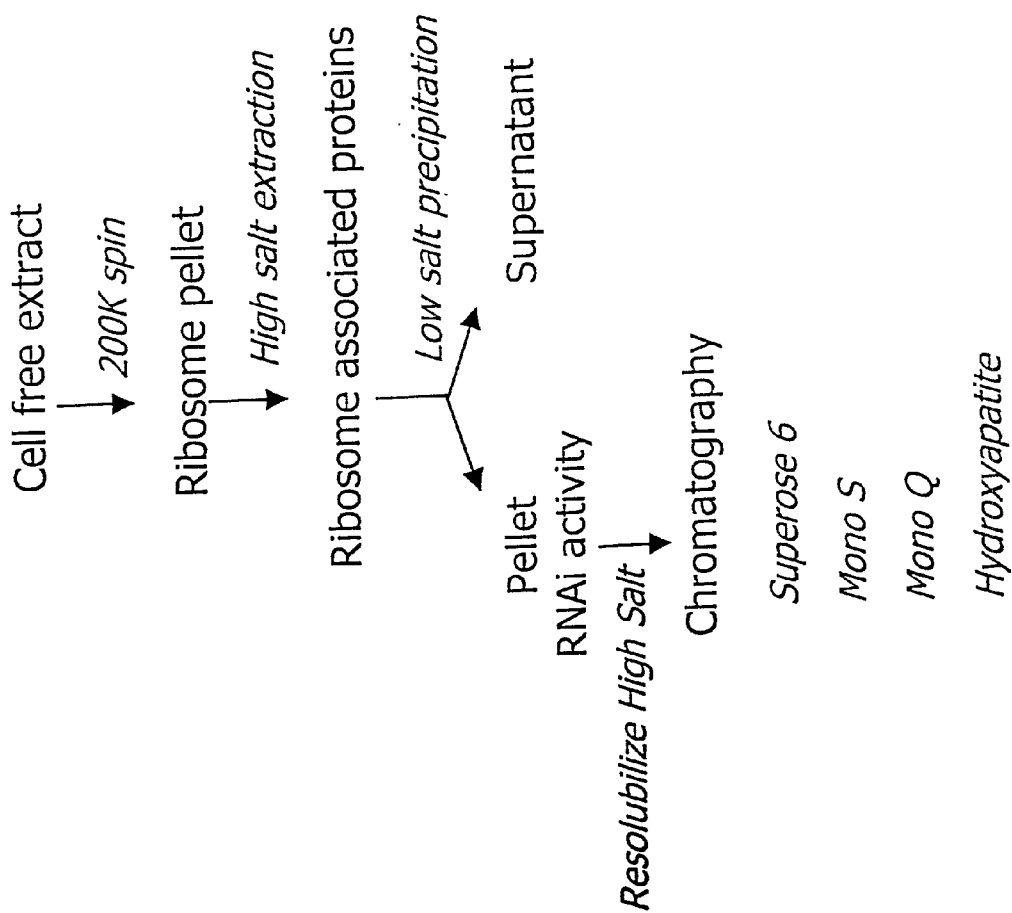 Cell free extract
200K spin
Ribosome pellet
High salt extraction
Ribosome associated proteins
Low salt precipitation
Pellet
RNAi activity
Supernatant
Resolubilize High Salt
Chromatography
Superose 6
Mono S
Mono Q
Hydroxyapatite